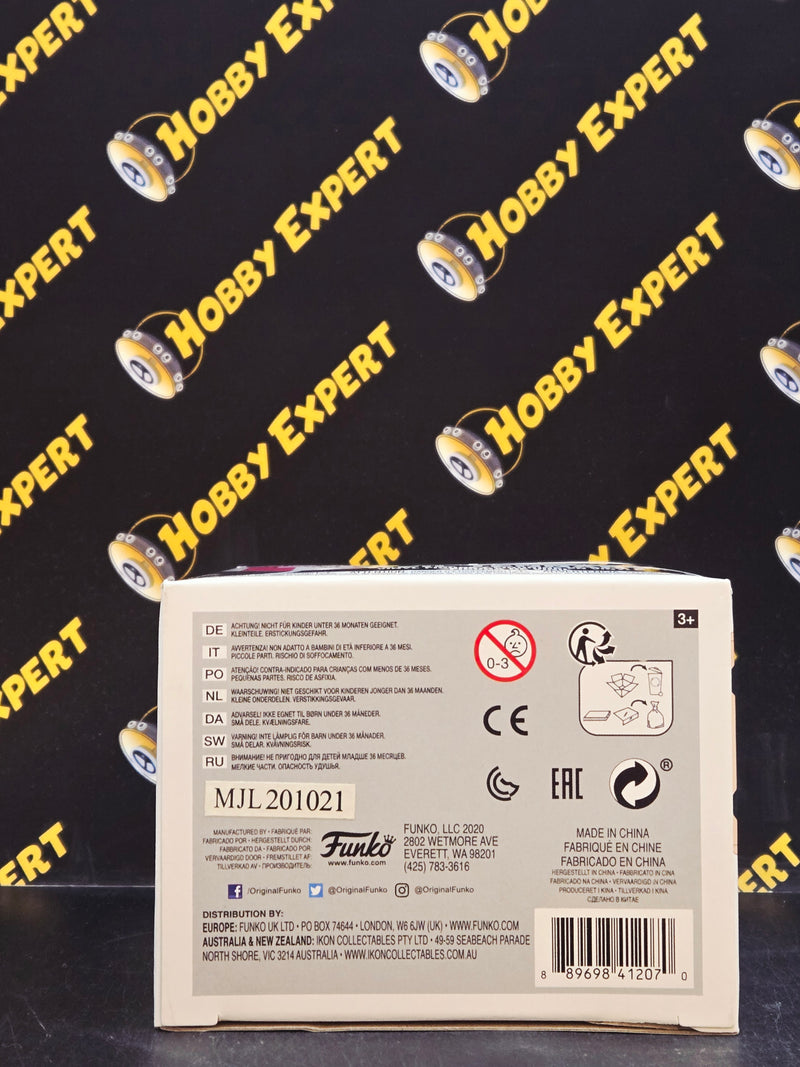 HOBBY EXPERT
HOBBY EXPERT
HOBBY EXPERT
HOBBY EXPERT
HOBBY EXPERT
HOBBY EXPERT
3+
DE ACHTUNG! NICHT FÜR KINDER UNTER 36 MONATEN GEEIGNET.
KLEINTEILE. ERSTICKUNGSGEFAHR.
IT AVVERTENZA! NON ADATTO A BAMBINI DI ETÀ INFERIORE A 36 MESI.
PICCOLE PARTI. RISCHIO DI SOFFOCAMENTO.
PO ATENÇÃO! CONTRA-INDICADO PARA CRIANÇAS COM MENOS DE 36 MESES.
PEQUENAS PARTES. RISCO DE ASFIXIA.
NL WAARSCHUWING! NIET GESCHIKT VOOR KINDEREN JONGER DAN 36 MAANDEN.
KLEINE ONDERDELEN. VERSTIKKINGSGEVAAR.
DA ADVARSEL! IKKE EGNET TIL BØRN UNDER 36 MÅNEDER.
SMÅ DELE. KVÆLNINGSFARE.
SW VARNING! INTE LÄMPLIG FÖR BARN UNDER 36 MÅNADER.
SMÅ DELAR. KVÄVNINGSRISK.
RU ВНИМАНИЕ! НЕ ПРИГОДНО ДЛЯ ДЕТЕЙ МЛАДШЕ 36 МЕСЯЦЕВ.
МЕЛКИЕ ЧАСТИ. ОПАСНОСТЬ УДУШЬЯ.
0-3
CE
EAC
®
MJL201021
MANUFACTURED BY • FABRIQUÉ PAR:
FABRICADO POR • HERGESTELLT DURCH:
FABBRICATO DA • FABRICADO POR:
VERVAARDIGD DOOR • FREMSTILLET AF:
TILLVERKAD AV • ПРОИЗВОДИТЕЛЬ:
Funko
www.funko.com
FUNKO, LLC 2020
2802 WETMORE AVE
EVERETT, WA 98201
(425) 783-3616
MADE IN CHINA
FABRIQUÉ EN CHINE
FABRICADO EN CHINA
HERGESTELLT IN CHINA • FABBRICATO IN CINA
FABRICADO NA CHINA • VERVAARDIGD IN CHINA
PRODUCERET I KINA • TILLVERKAD I KINA
СДЕЛАНО В КИТАЕ
/OriginalFunko @OriginalFunko @OriginalFunko
DISTRIBUTION BY:
EUROPE: FUNKO UK LTD • PO BOX 74644 • LONDON, W6 6JW (UK) • WWW.FUNKO.COM
AUSTRALIA & NEW ZEALAND: IKON COLLECTABLES PTY LTD • 49-59 SEABEACH PARADE
NORTH SHORE, VIC 3214 AUSTRALIA • WWW.IKONCOLLECTABLES.COM.AU
8 89698 41207 0